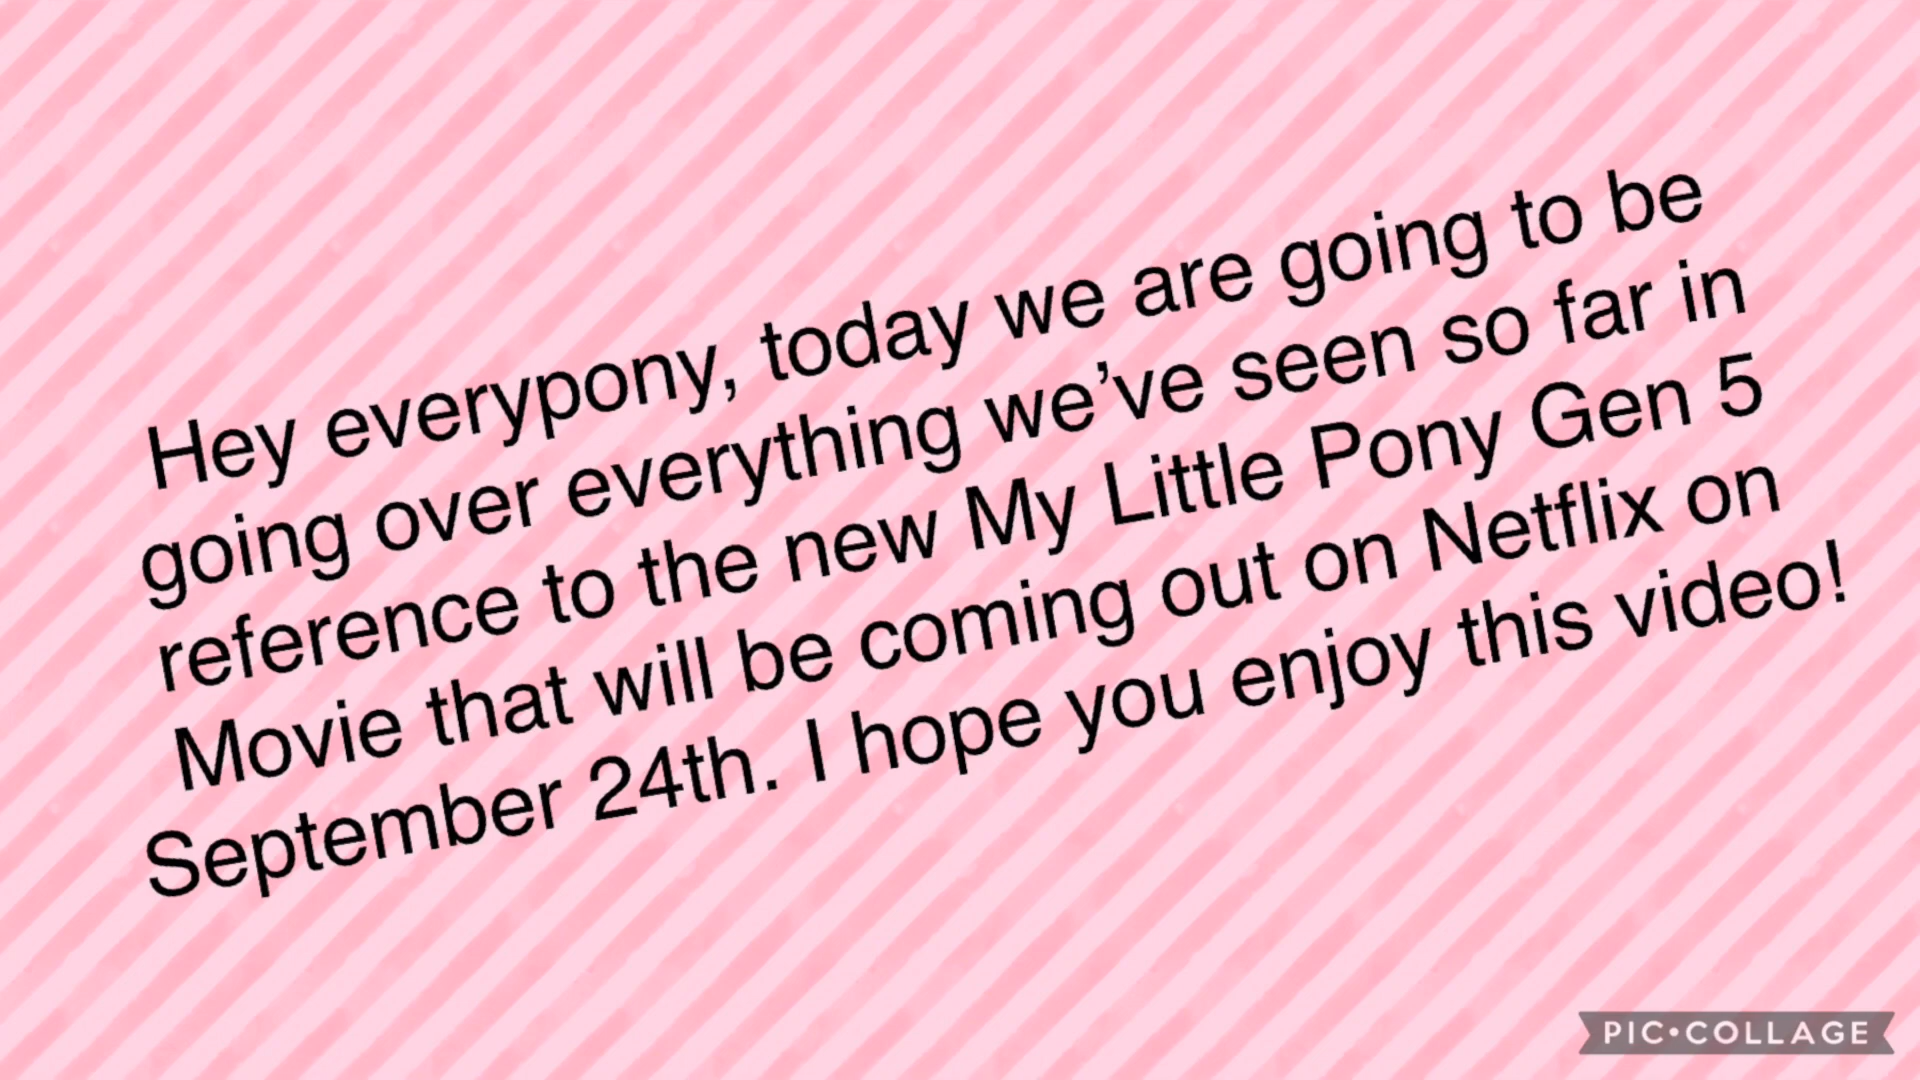 Hey everypony, today we are going to be
going over everything we’ve seen so far in
reference to the new My Little Pony Gen 5
Movie that will be coming out on Netflix on
September 24th. I hope you enjoy this video!
PIC•COLLAGE